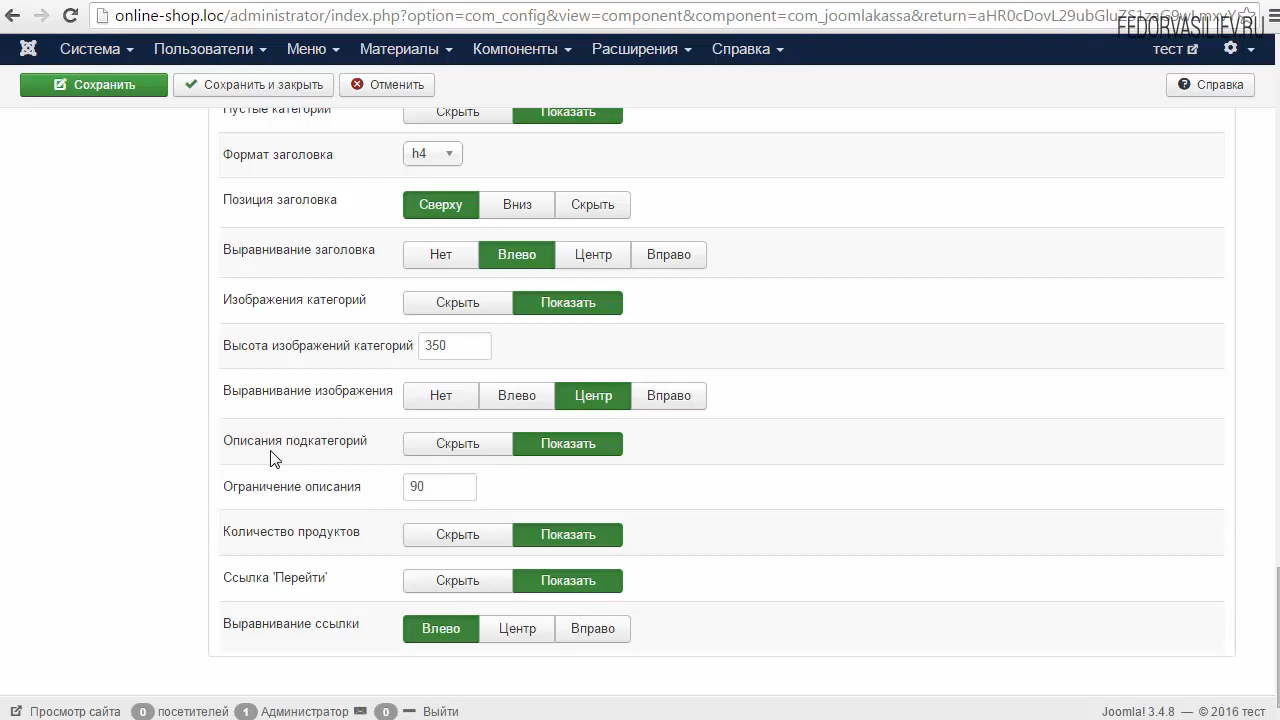 online-shop.loc/administrator/index.php?option=com_config&view=component&component=com_joomlakassa&return=
FEDORVASILIEV.RU
Система Пользователи Меню Материалы Компоненты Расширения Справка тест
Сохранить Сохранить и закрыть Отменить Справка
Пустые категории Скрыть Показать
Формат заголовка h4
Позиция заголовка Сверху Вниз Скрыть
Выравнивание заголовка Нет Влево Центр Вправо
Изображения категорий Скрыть Показать
Высота изображений категорий 350
Выравнивание изображения Нет Влево Центр Вправо
Описания подкатегорий Скрыть Показать
Ограничение описания 90
Количество продуктов Скрыть Показать
Ссылка 'Перейти' Скрыть Показать
Выравнивание ссылки Влево Центр Вправо
Просмотр сайта 0 посетителей 1 Администратор 0 Выйти Joomla! 3.4.8 — © 2016 тест